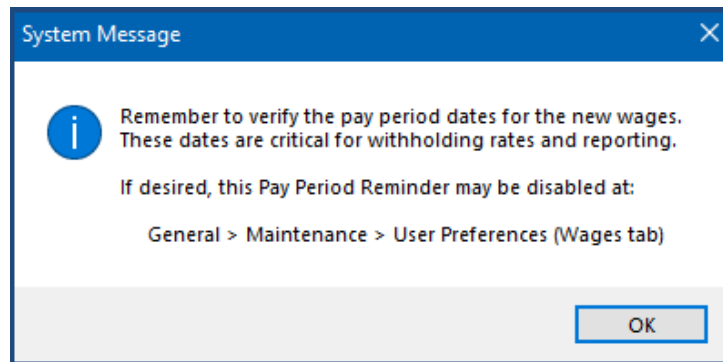 System Message
Remember to verify the pay period dates for the new wages.
These dates are critical for withholding rates and reporting.
If desired, this Pay Period Reminder may be disabled at:
General > Maintenance > User Preferences (Wages tab)
OK